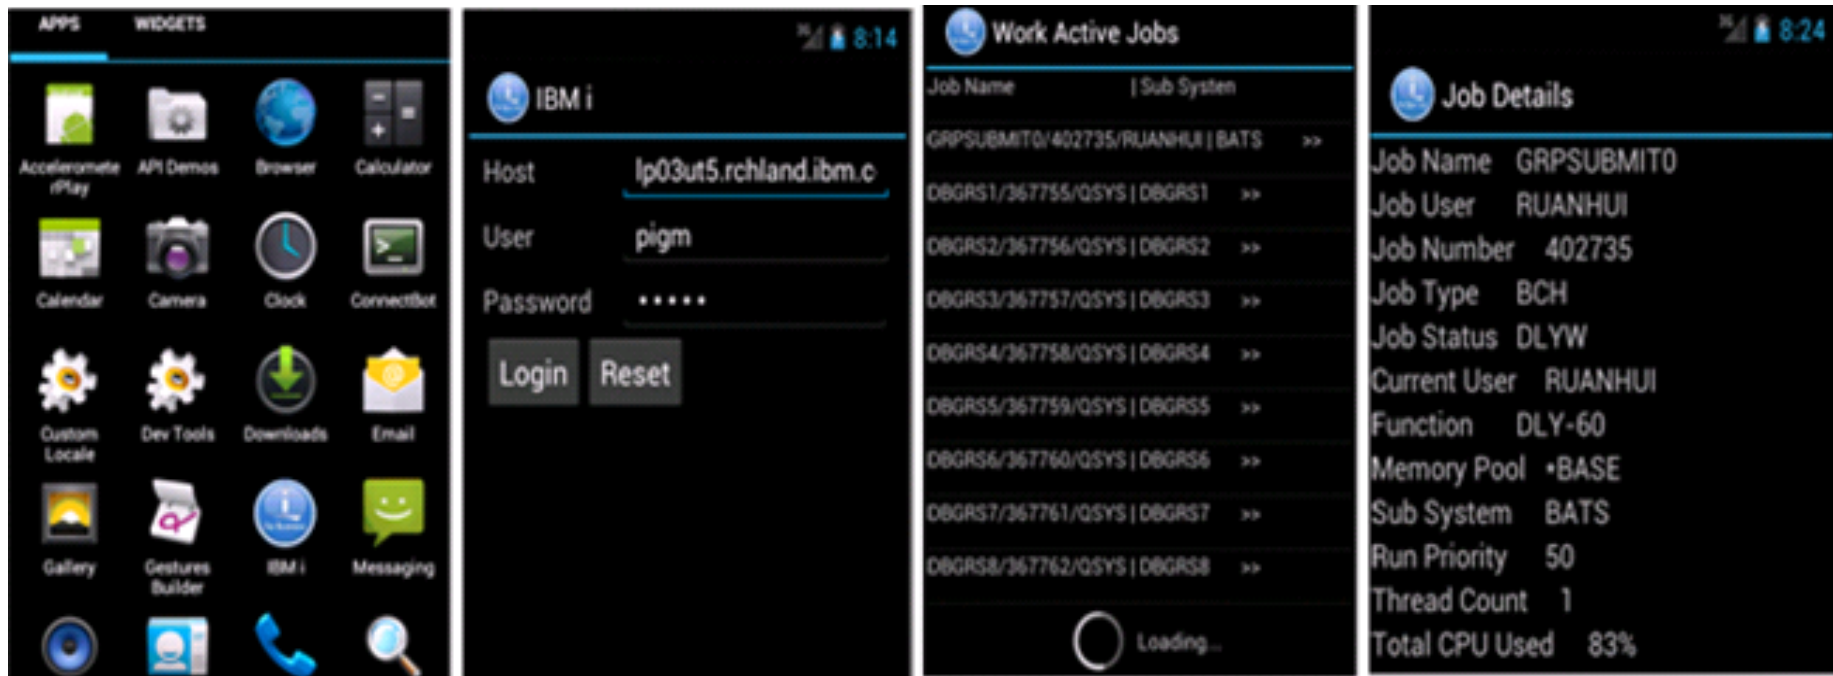 APPS WIDGETS
Acceleromete API Demos Browser Calculator
rPlay
Calendar Camera Clock ConnectBot
Custom Dev Tools Downloads Email
Locale
Gallery Gestures IBM i Messaging
Builder
8:14
IBM i
Host lp03ut5.rchland.ibm.c
User pigm
Password •••••
Login Reset
Work Active Jobs
Job Name | Sub Systen
GRPSUBMIT0/402735/RUANHUI | BATS >>
DBGRS1/367755/QSYS | DBGRS1 >>
DBGRS2/367756/QSYS | DBGRS2 >>
DBGRS3/367757/QSYS | DBGRS3 >>
DBGRS4/367758/QSYS | DBGRS4 >>
DBGRS5/367759/QSYS | DBGRS5 >>
DBGRS6/367760/QSYS | DBGRS6 >>
DBGRS7/367761/QSYS | DBGRS7 >>
DBGRS8/367762/QSYS | DBGRS8 >>
Loading...
8:24
Job Details
Job Name GRPSUBMIT0
Job User RUANHUI
Job Number 402735
Job Type BCH
Job Status DLYW
Current User RUANHUI
Function DLY-60
Memory Pool *BASE
Sub System BATS
Run Priority 50
Thread Count 1
Total CPU Used 83%